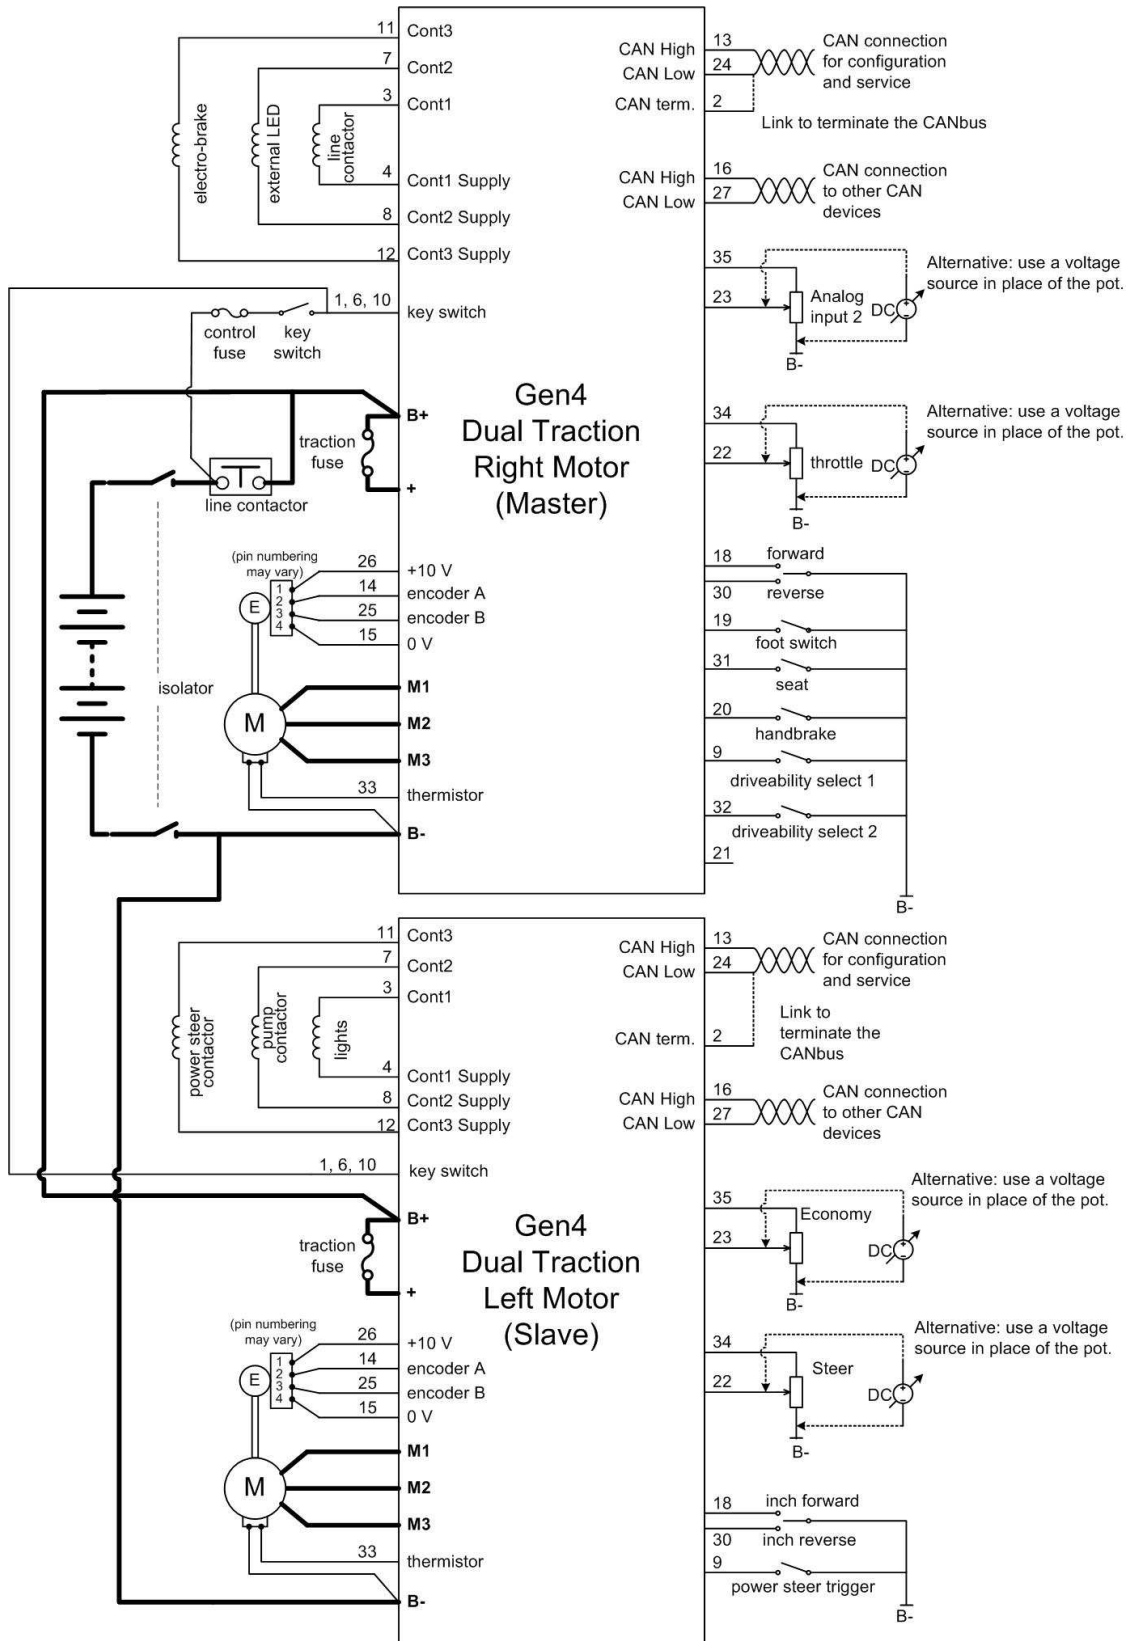 11 Cont3
7 Cont2
3 Cont1
electro-brake
external LED
line
contactor
4 Cont1 Supply
8 Cont2 Supply
12 Cont3 Supply
1, 6, 10 key switch
control
fuse
key
switch
B+
traction
fuse
+
line contactor
Gen4
Dual Traction
Right Motor
(Master)
(pin numbering
may vary)
26 +10 V
14 encoder A
25 encoder B
15 0 V
E
1
2
3
4
isolator
M
M1
M2
M3
33 thermistor
B-
CAN High 13
CAN Low 24
CAN term. 2
CAN connection
for configuration
and service
Link to terminate the CANbus
CAN High 16
CAN Low 27
CAN connection
to other CAN
devices
35
23
Analog
input 2
DC
B-
Alternative: use a voltage
source in place of the pot.
34
22
throttle
DC
B-
Alternative: use a voltage
source in place of the pot.
18 forward
30 reverse
19
foot switch
31
seat
20
handbrake
9
driveability select 1
32
driveability select 2
21
B-
11 Cont3
7 Cont2
3 Cont1
power steer
contactor
pump
contactor
lights
4 Cont1 Supply
8 Cont2 Supply
12 Cont3 Supply
1, 6, 10 key switch
B+
traction
fuse
+
Gen4
Dual Traction
Left Motor
(Slave)
(pin numbering
may vary)
26 +10 V
14 encoder A
25 encoder B
15 0 V
E
1
2
3
4
M
M1
M2
M3
33 thermistor
B-
CAN High 13
CAN Low 24
CAN term. 2
CAN connection
for configuration
and service
Link to
terminate the
CANbus
CAN High 16
CAN Low 27
CAN connection
to other CAN
devices
35
23
Economy
DC
B-
Alternative: use a voltage
source in place of the pot.
34
22
Steer
DC
B-
Alternative: use a voltage
source in place of the pot.
18 inch forward
30 inch reverse
9
power steer trigger
B-